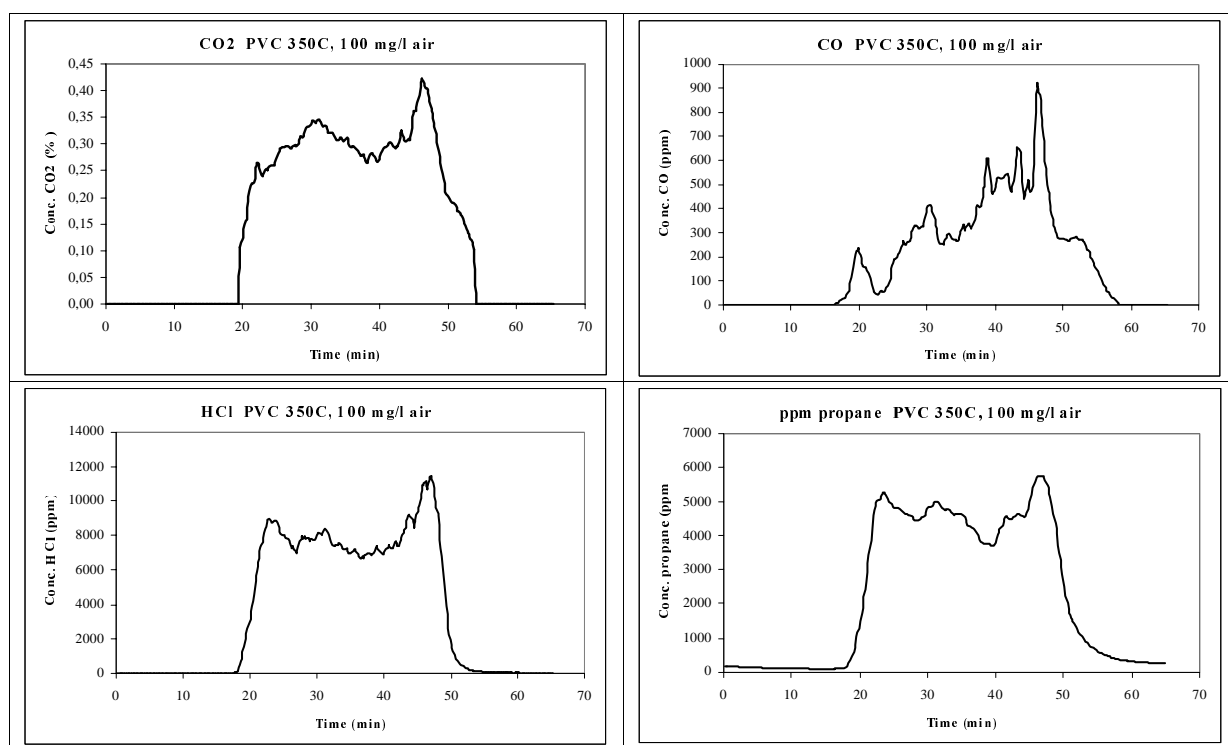 CO2 PVC 350C, 100 mg/l air
0,45
0,40
0,35
0,30
0,25
0,20
0,15
0,10
0,05
0,00
Conc. CO2 (%)
0 10 20 30 40 50 60 70
Time (min)
CO PVC 350C, 100 mg/l air
1000
900
800
700
600
500
400
300
200
100
0
Conc. CO (ppm)
0 10 20 30 40 50 60 70
Time (min)
HCl PVC 350C, 100 mg/l air
14000
12000
10000
8000
6000
4000
2000
0
Conc. HCl (ppm)
0 10 20 30 40 50 60 70
Time (min)
ppm propane PVC 350C, 100 mg/l air
7000
6000
5000
4000
3000
2000
1000
0
Conc. propane (ppm
0 10 20 30 40 50 60 70
Time (min)